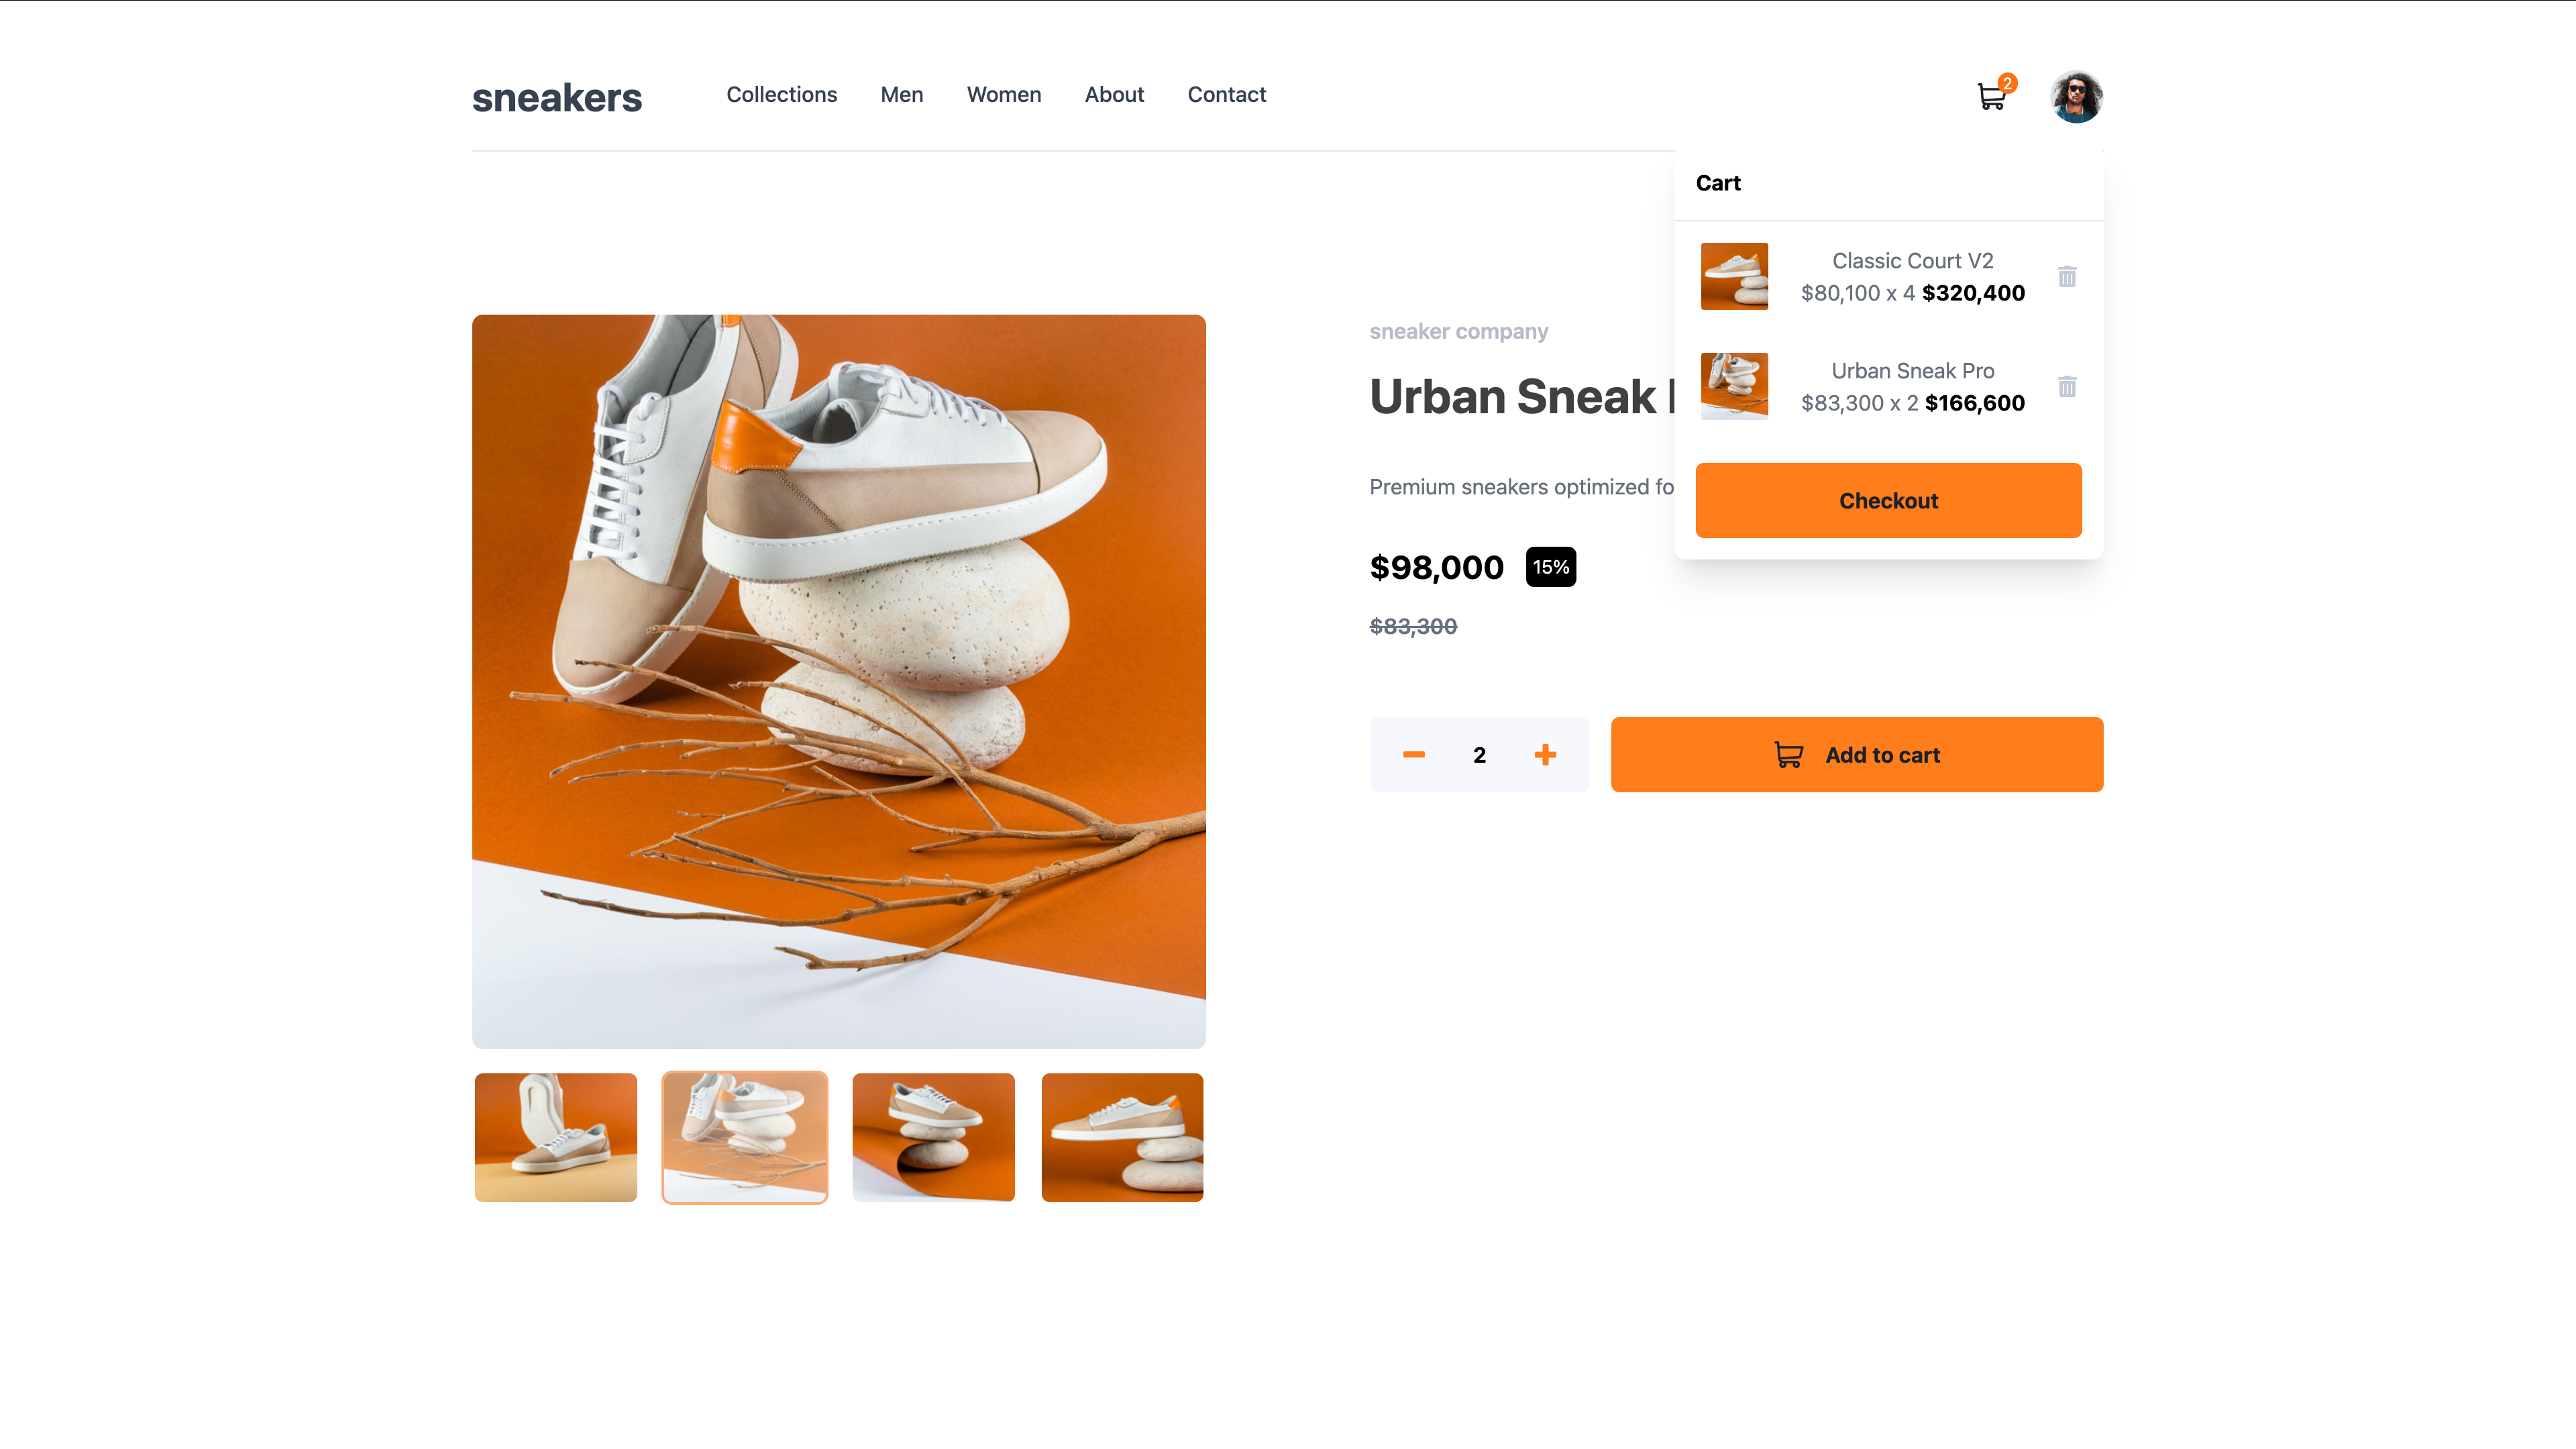 sneakers
Collections
Men
Women
About
Contact
2
Cart
Classic Court V2
$80,100 x 4 $320,400
Urban Sneak Pro
$83,300 x 2 $166,600
Checkout
sneaker company
Urban Sneak
Premium sneakers optimized fo
$98,000
15%
$83,300
2
Add to cart